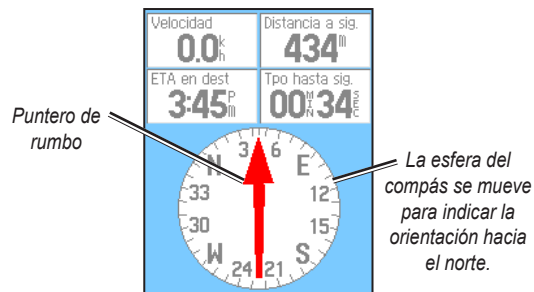 Velocidad
0.0 k h
Distancia a sig.
434 m
ETA en dest
3:45 P m
Tpo hasta sig.
00 MIN 34 SEC
Puntero de
rumbo
N
3
6
E
12
15
S
21
24
W
30
33
La esfera del
compás se mueve
para indicar la
orientación hacia
el norte.